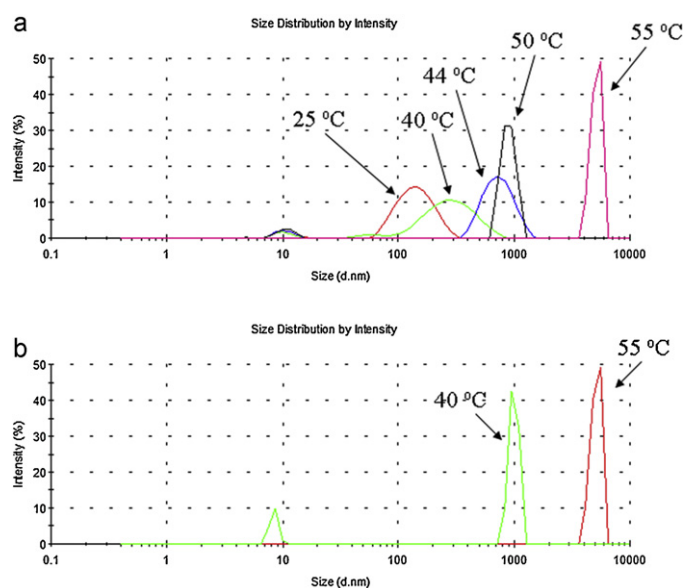 a
Size Distribution by Intensity
50 ºC
55 ºC
44 ºC
40 ºC
25 ºC
Intensity (%)
50
40
30
20
10
0
0.1 1 10 100 1000 10000
Size (d.nm)
b
Size Distribution by Intensity
55 ºC
40 ºC
Intensity (%)
50
40
30
20
10
0
0.1 1 10 100 1000 10000
Size (d.nm)